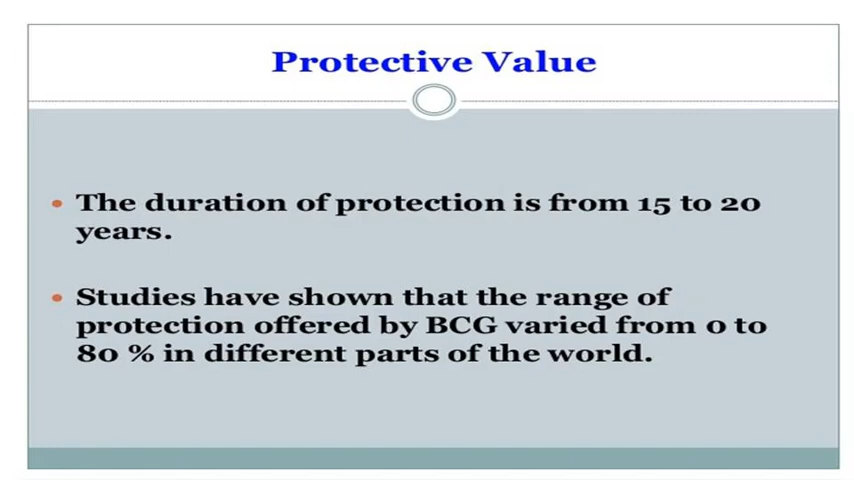 Protective Value
• The duration of protection is from 15 to 20
years.
• Studies have shown that the range of
protection offered by BCG varied from 0 to
80 % in different parts of the world.